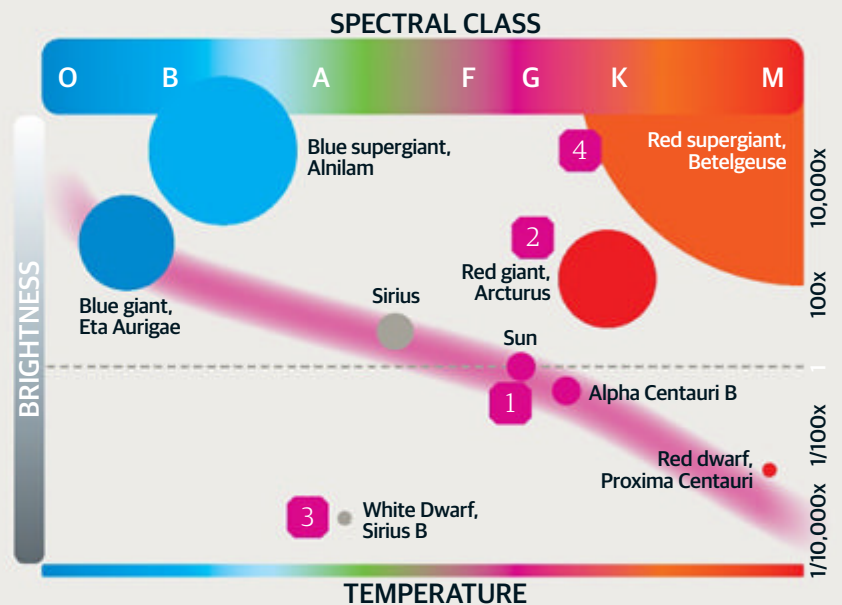 SPECTRAL CLASS
O B A F G K M
Blue supergiant,
Alnilam
4
Red supergiant,
Betelgeuse
10,000x
2
Red giant,
Arcturus
100x
Blue giant,
Eta Aurigae
Sirius
Sun
1
BRIGHTNESS
1
Alpha Centauri B
1/100x
Red dwarf,
Proxima Centauri
3
White Dwarf,
Sirius B
1/10,000x
TEMPERATURE